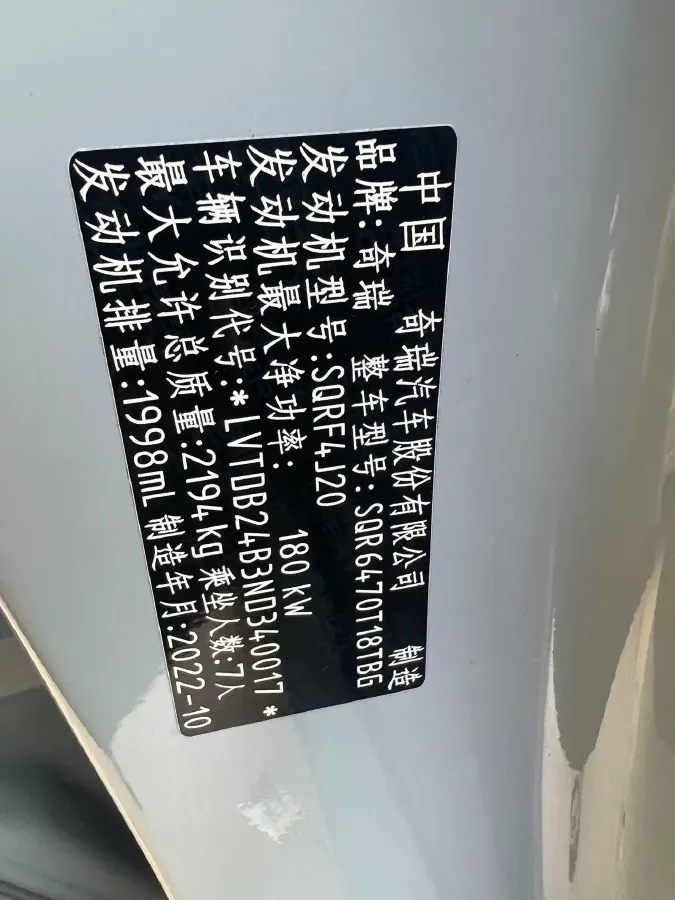 中国 奇瑞汽车股份有限公司 制造
品牌:奇瑞 整车型号:SQR6470T18TBG
发动机型号:SQRF4J20
发动机最大净功率: 180 kW
车辆识别代号:*LVTDB24B3ND340017*
最大允许总质量:2194kg 乘坐人数:7人
发动机排量:1998mL 制造年月:2022-10